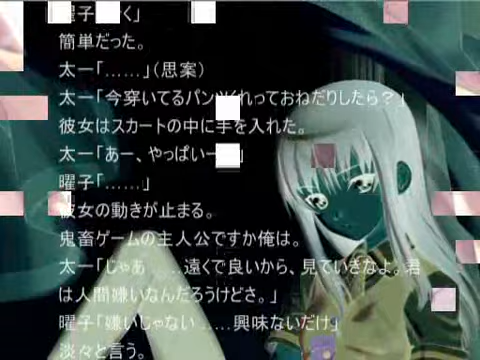 曜子「 く」
簡単だった。
太一「……」（思案）
太一「今穿いてるパンツくれっておねだりしたら？」
彼女はスカートの中に手を入れた。
太一「あー、やっぱいー 」
曜子「……」
彼女の動きが止まる。
鬼畜ゲームの主人公ですか俺は。
太一「じゃあ……遠くで良いから、見ていきなよ。君
は人間嫌いなんだろうけどさ。」
曜子「嫌いじゃない……興味ないだけ」
淡々と言う。